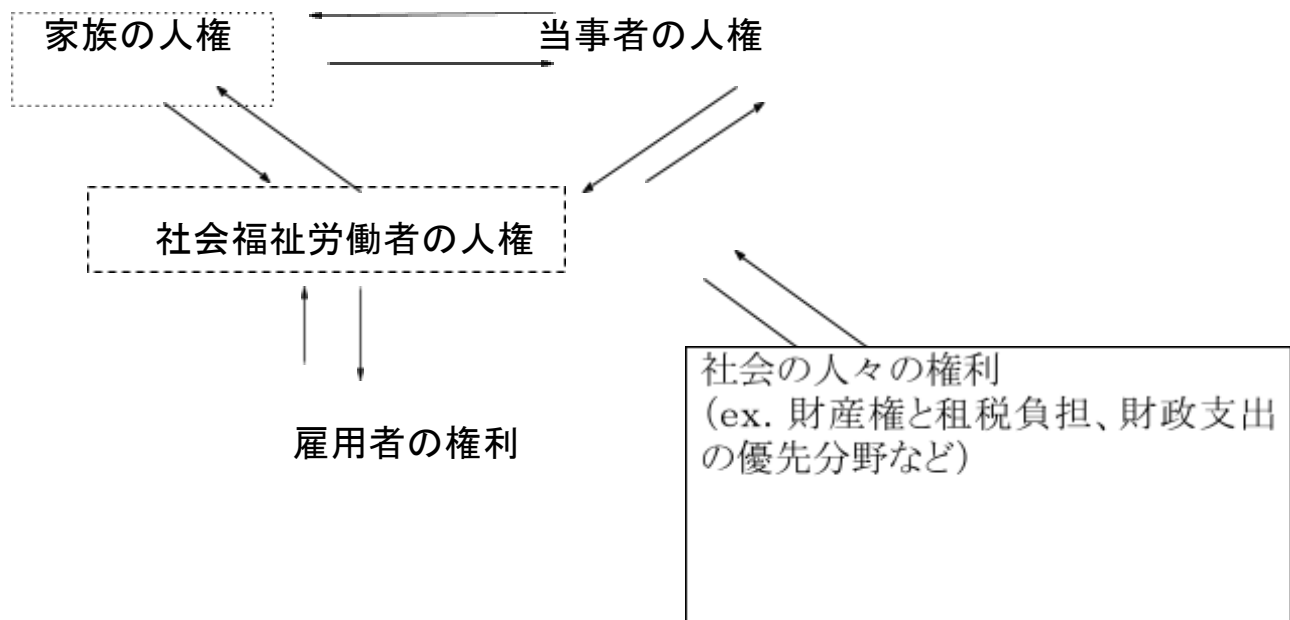 家族の人権
当事者の人権
社会福祉労働者の人権
雇用者の権利
社会の人々の権利
(ex. 財産権と租税負担、財政支出
の優先分野など)